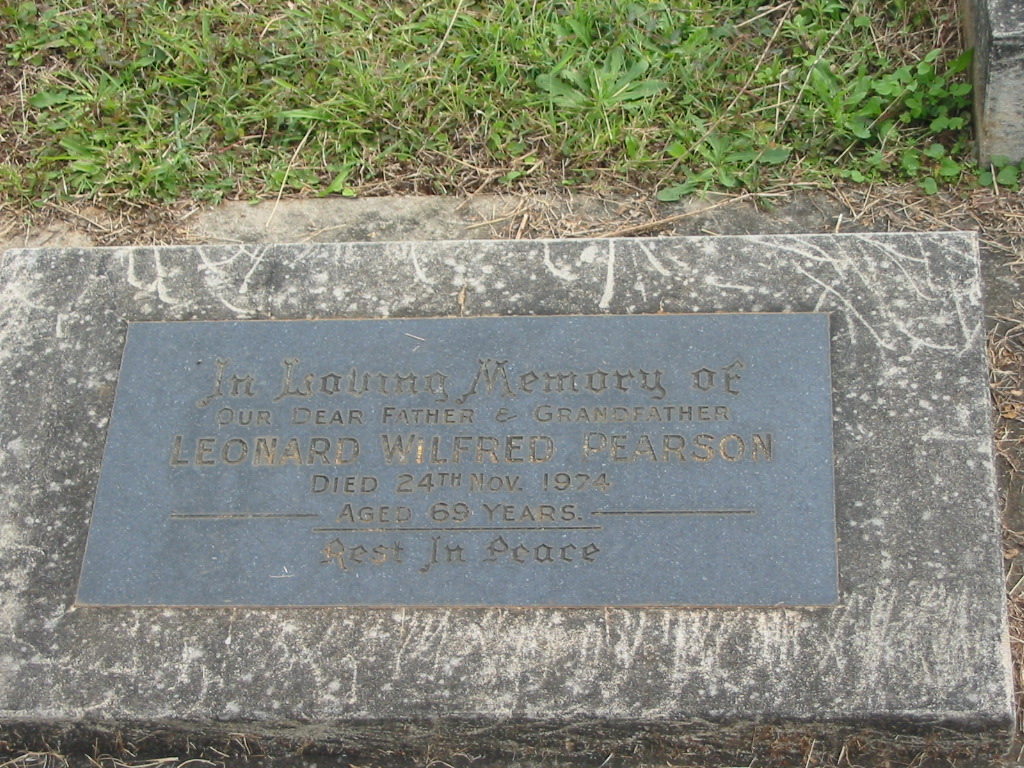 In Loving Memory of
OUR DEAR FATHER & GRANDFATHER
LEONARD WILFRED PEARSON
DIED 24TH NOV. 1974
AGED 69 YEARS.
Rest In Peace